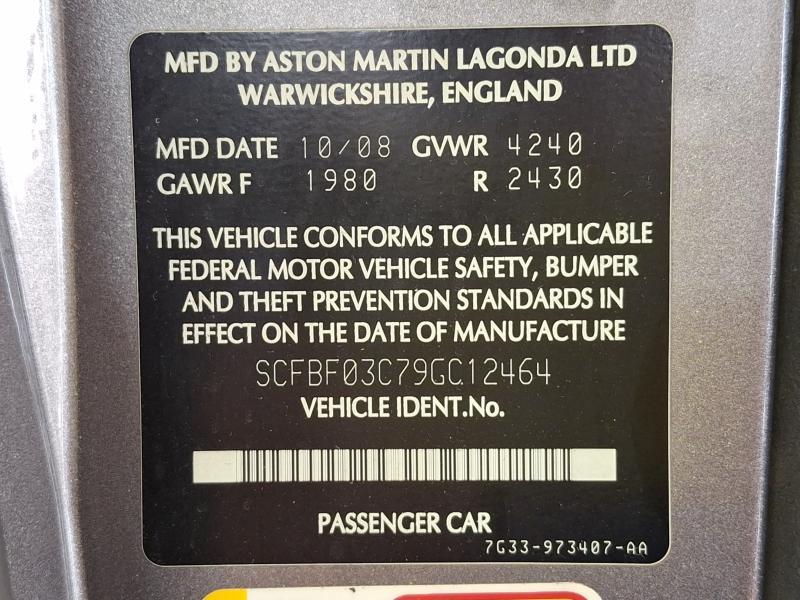 MFD BY ASTON MARTIN LAGONDA LTD
WARWICKSHIRE, ENGLAND
MFD DATE 10/08 GVWR 4240
GAWR F 1980 R 2430
THIS VEHICLE CONFORMS TO ALL APPLICABLE
FEDERAL MOTOR VEHICLE SAFETY, BUMPER
AND THEFT PREVENTION STANDARDS IN
EFFECT ON THE DATE OF MANUFACTURE
SCFBF03C79GC12464
VEHICLE IDENT.No.
PASSENGER CAR
7G33-973407-AA